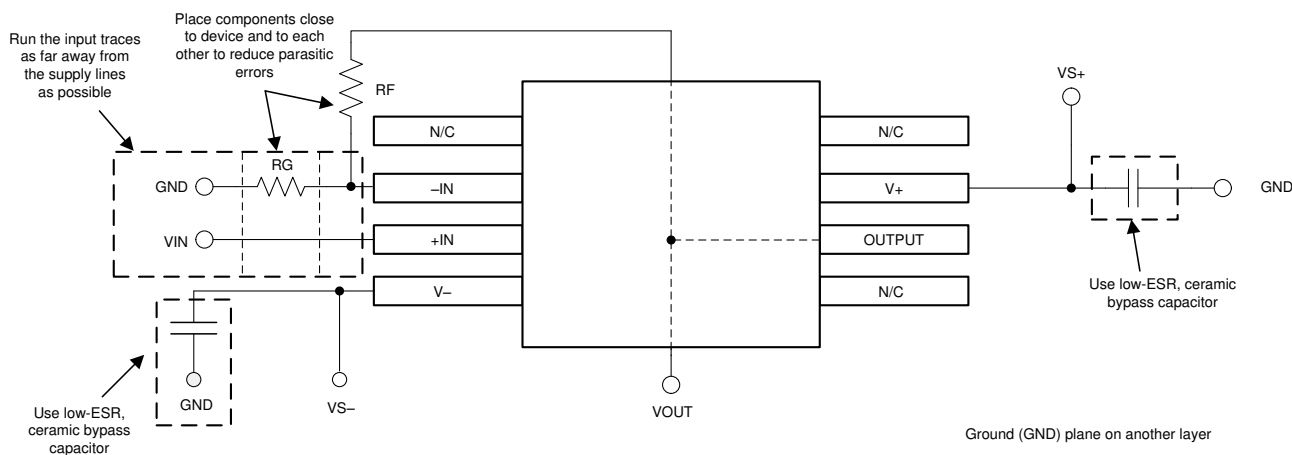 Run the input traces
as far away from
the supply lines
as possible
Place components close
to device and to each
other to reduce parasitic
errors
RF
RG
GND
VIN
N/C
–IN
+IN
V–
N/C
V+
OUTPUT
N/C
VS+
GND
Use low-ESR, ceramic
bypass capacitor
GND
Use low-ESR,
ceramic bypass
capacitor
VS–
VOUT
Ground (GND) plane on another layer